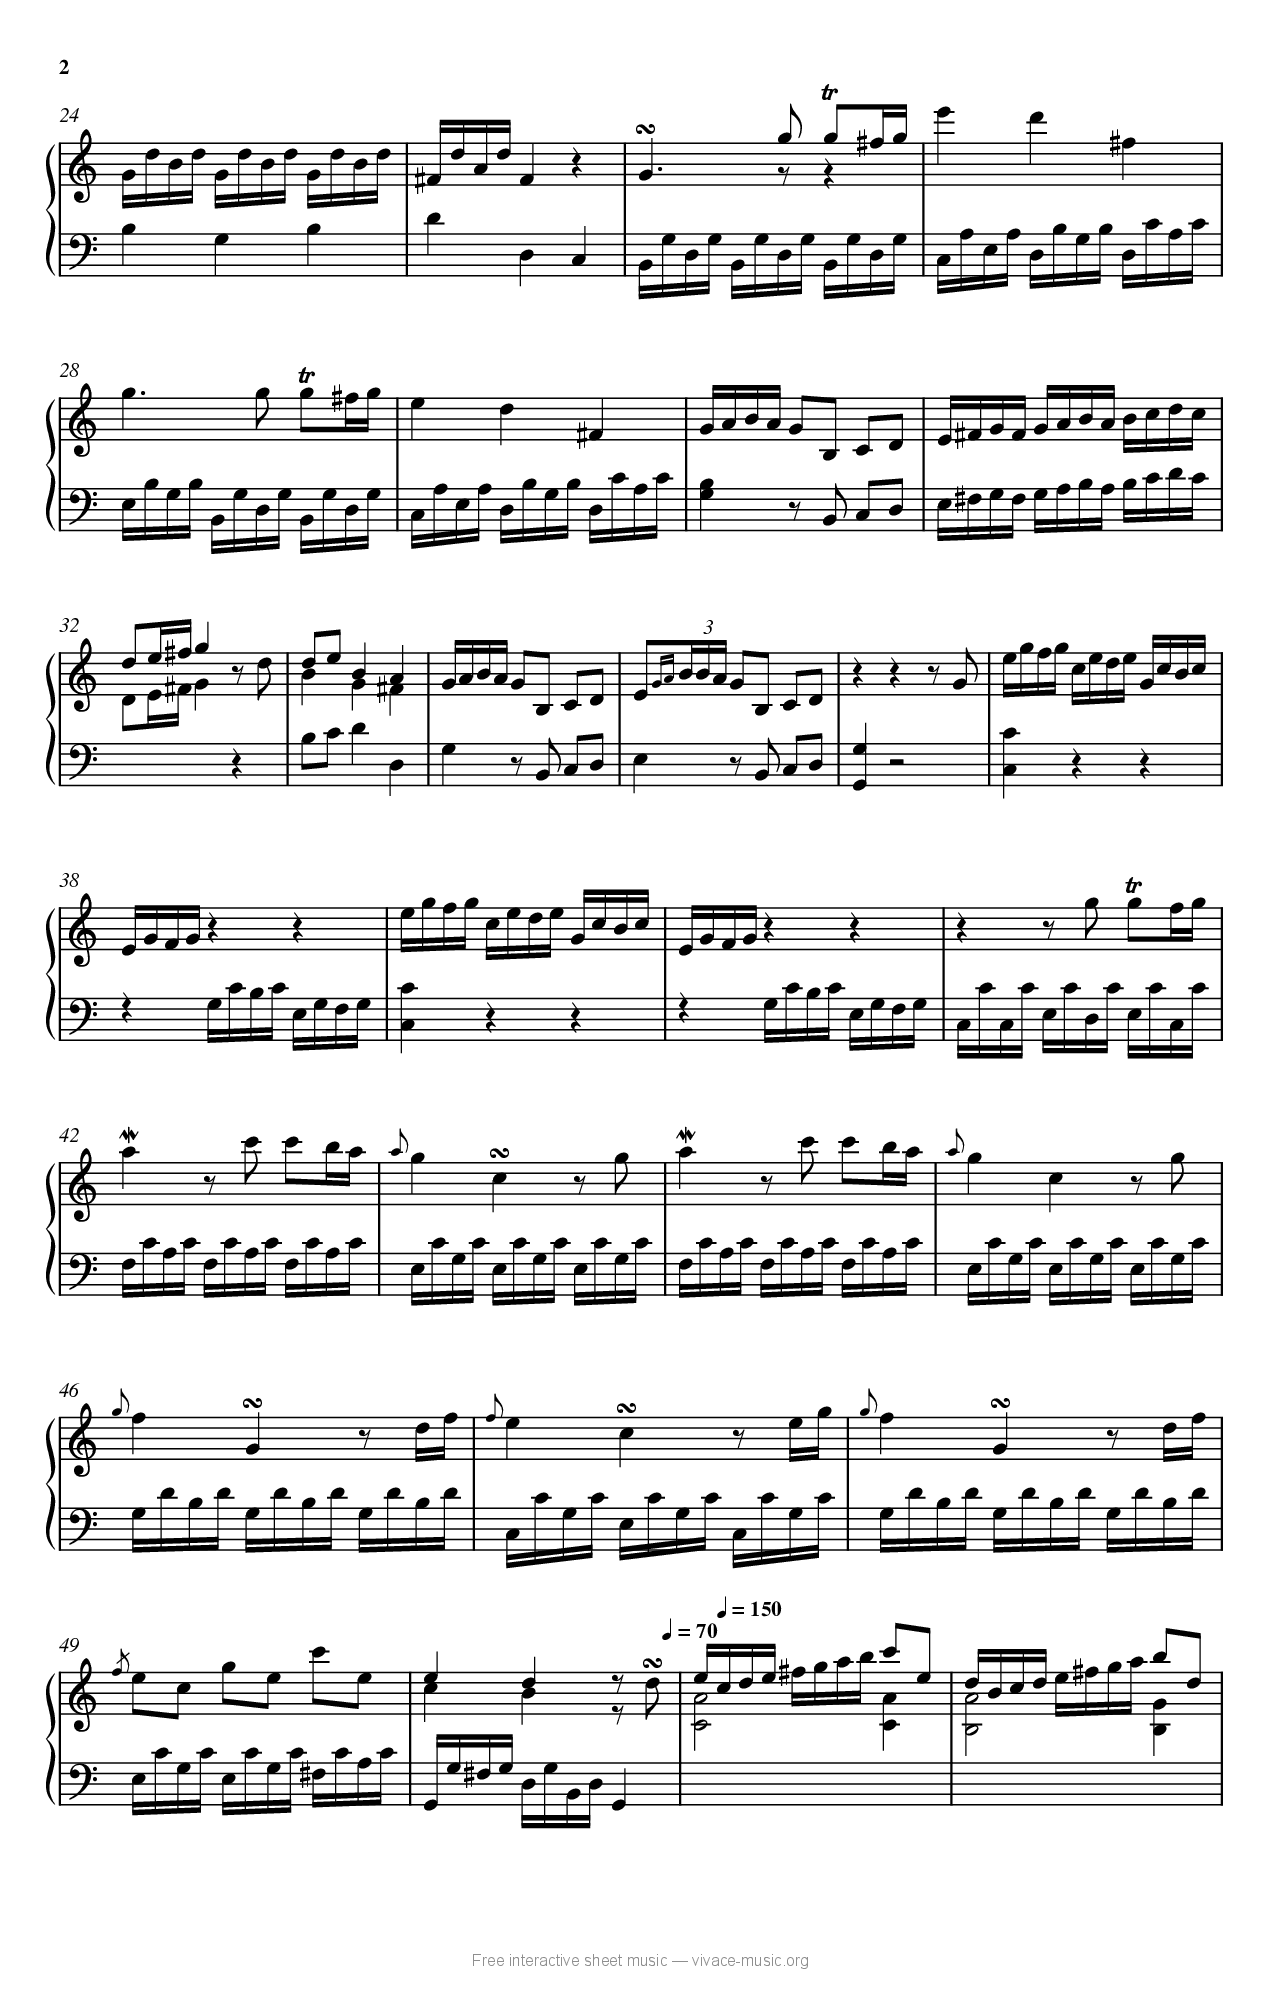 2
24
tr
28
tr
32
3
38
tr
42
46
♩ = 150
49
♩ = 70
Free interactive sheet music — vivace-music.org